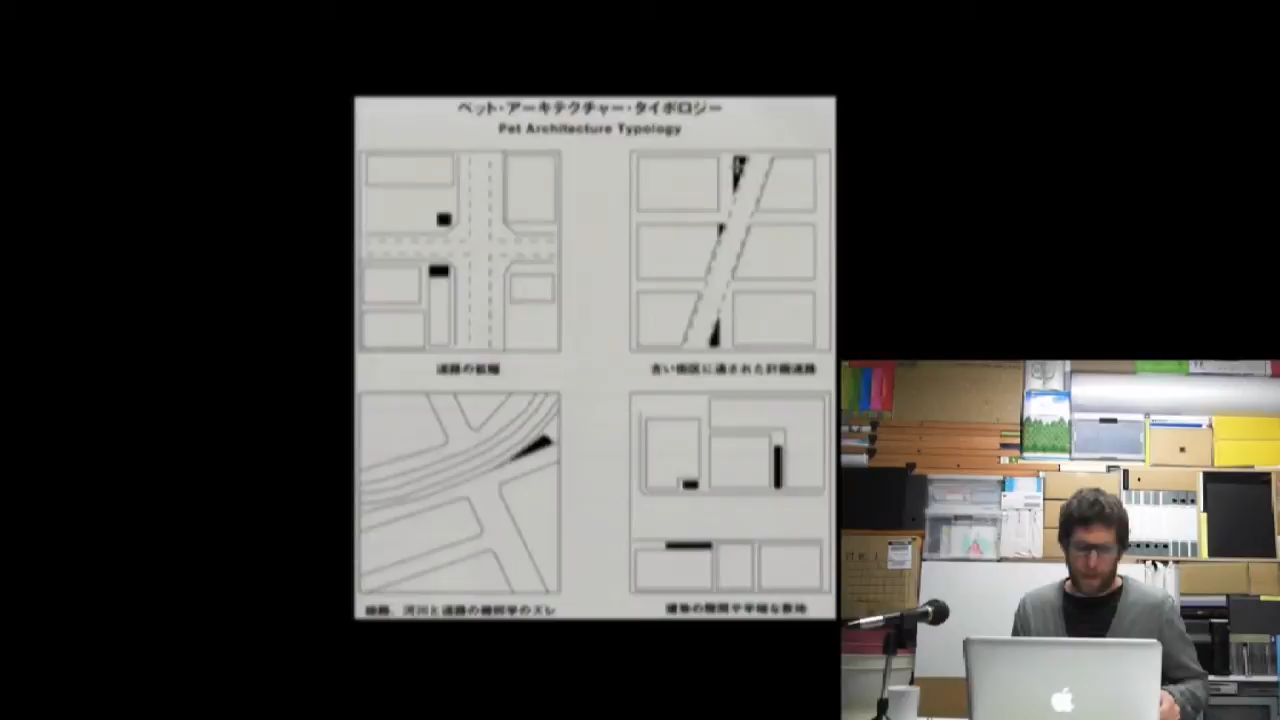 ペット・アーキテクチャー・タイポロジー
Pet Architecture Typology
道路の拡幅
古い街区に通された計画道路
線路、河川と道路の幾何学のズレ
建物の隙間や半端な敷地